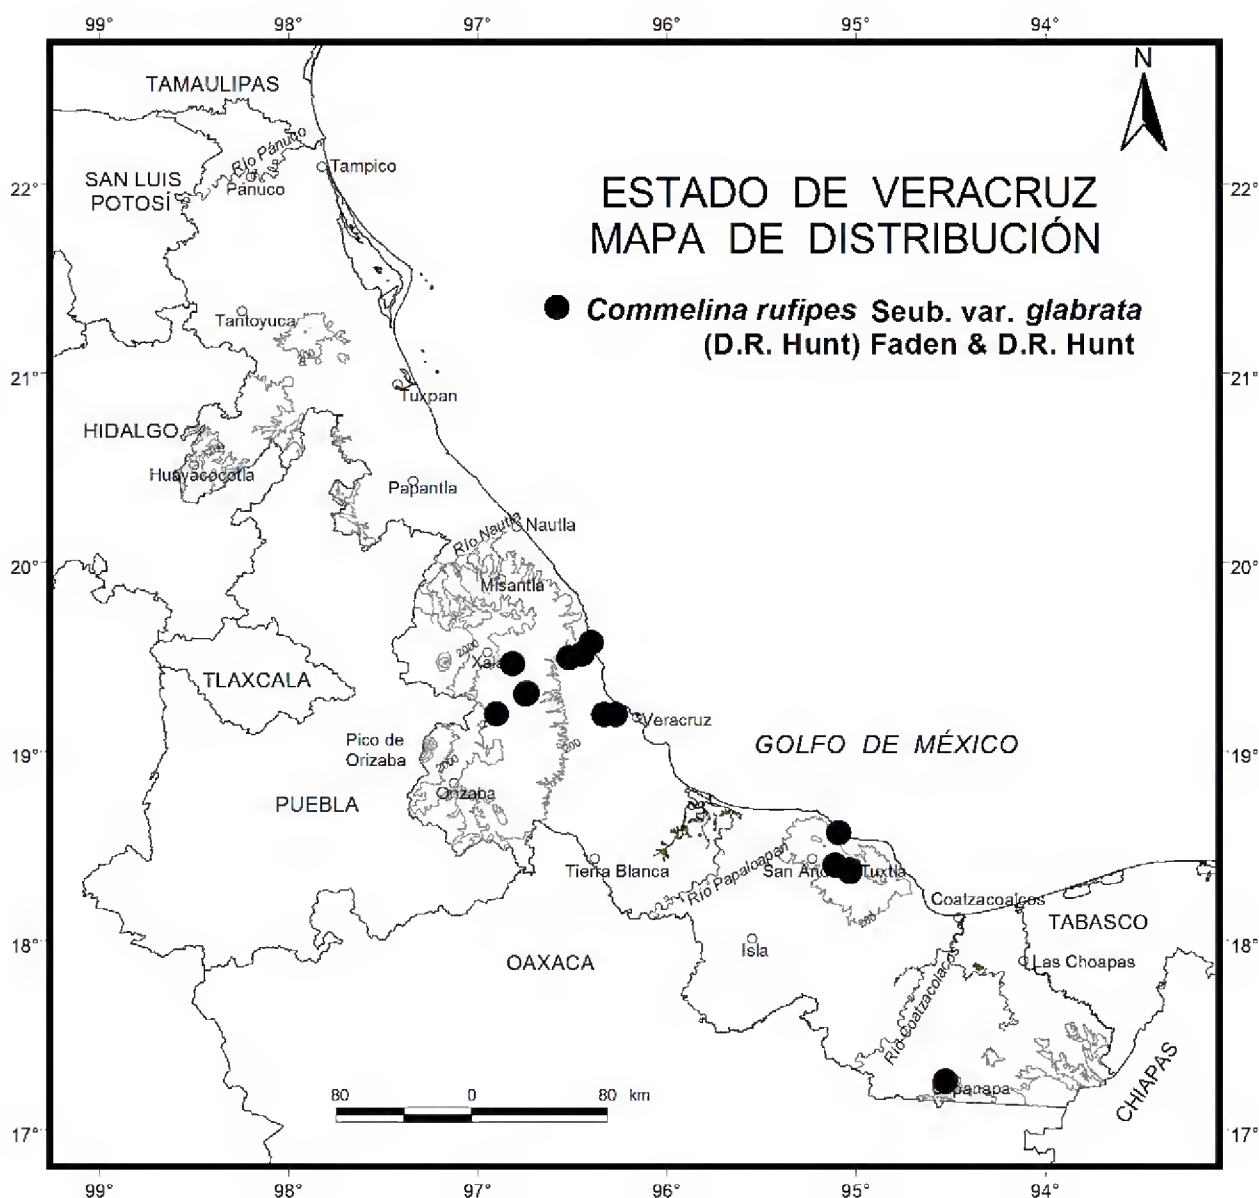 99° 98° 97° 96° 95° 94°
N
TAMAULIPAS
Río Pánuco
Tampico
SAN LUIS
POTOSÍ
Pánuco
22° 22°
ESTADO DE VERACRUZ
MAPA DE DISTRIBUCIÓN
Commelina rufipes Seub. var. glabrata
(D.R. Hunt) Faden & D.R. Hunt
Tantoyuca
21° 21°
Tuxpan
HIDALGO
Huayacocotla
Papantla
Río Nautla
Nautla
20° 20°
Misantla
2000
TLAXCALA
Veracruz
Pico de
Orizaba
19° 19°
200
GOLFO DE MÉXICO
2000
Orizaba
PUEBLA
Tierra Blanca
Río Papaloapan
San Tuxtla
Coatzacoalcos
200
TABASCO
18° 18°
Isla
OAXACA
Las Choapas
Río Coatzacoalcos
CHIAPAS
80 0 80 km
17° 17°
99° 98° 97° 96° 95° 94°